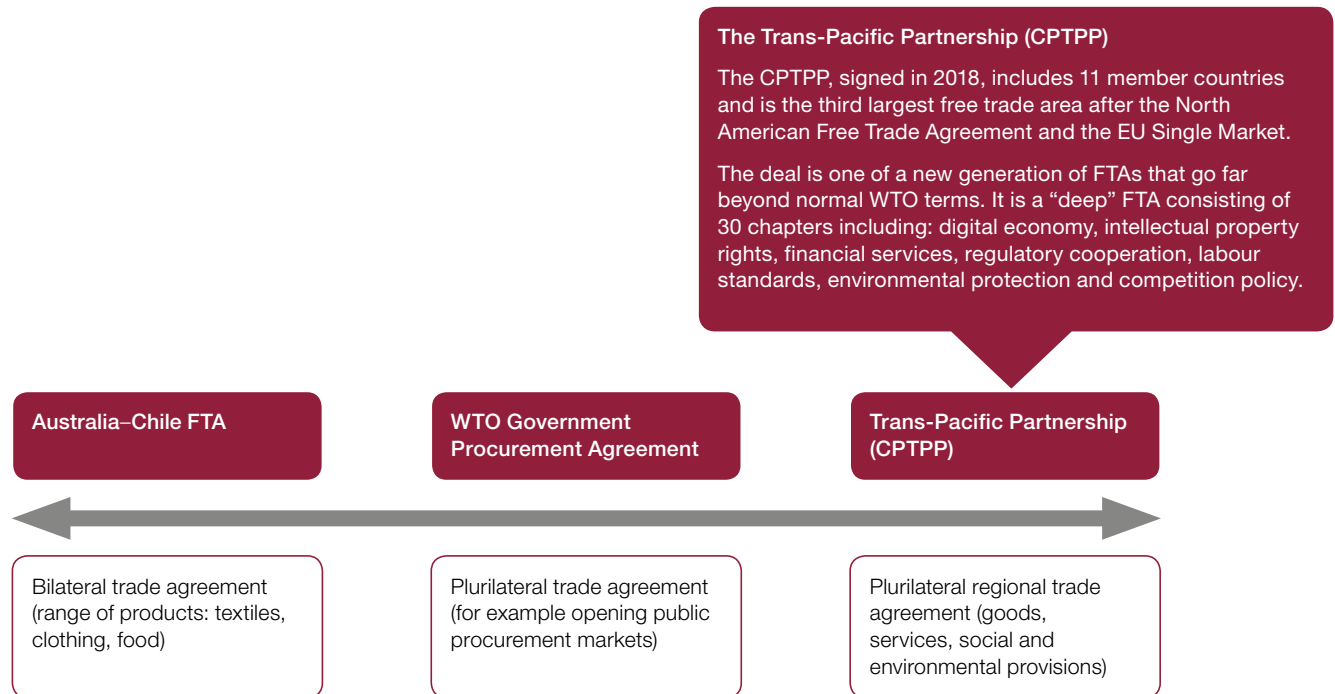 The Trans-Pacific Partnership (CPTPP)
The CPTPP, signed in 2018, includes 11 member countries
and is the third largest free trade area after the North
American Free Trade Agreement and the EU Single Market.
The deal is one of a new generation of FTAs that go far
beyond normal WTO terms. It is a “deep” FTA consisting of
30 chapters including: digital economy, intellectual property
rights, financial services, regulatory cooperation, labour
standards, environmental protection and competition policy.
Australia–Chile FTA
WTO Government
Procurement Agreement
Trans-Pacific Partnership
(CPTPP)
Bilateral trade agreement
(range of products: textiles,
clothing, food)
Plurilateral trade agreement
(for example opening public
procurement markets)
Plurilateral regional trade
agreement (goods,
services, social and
environmental provisions)